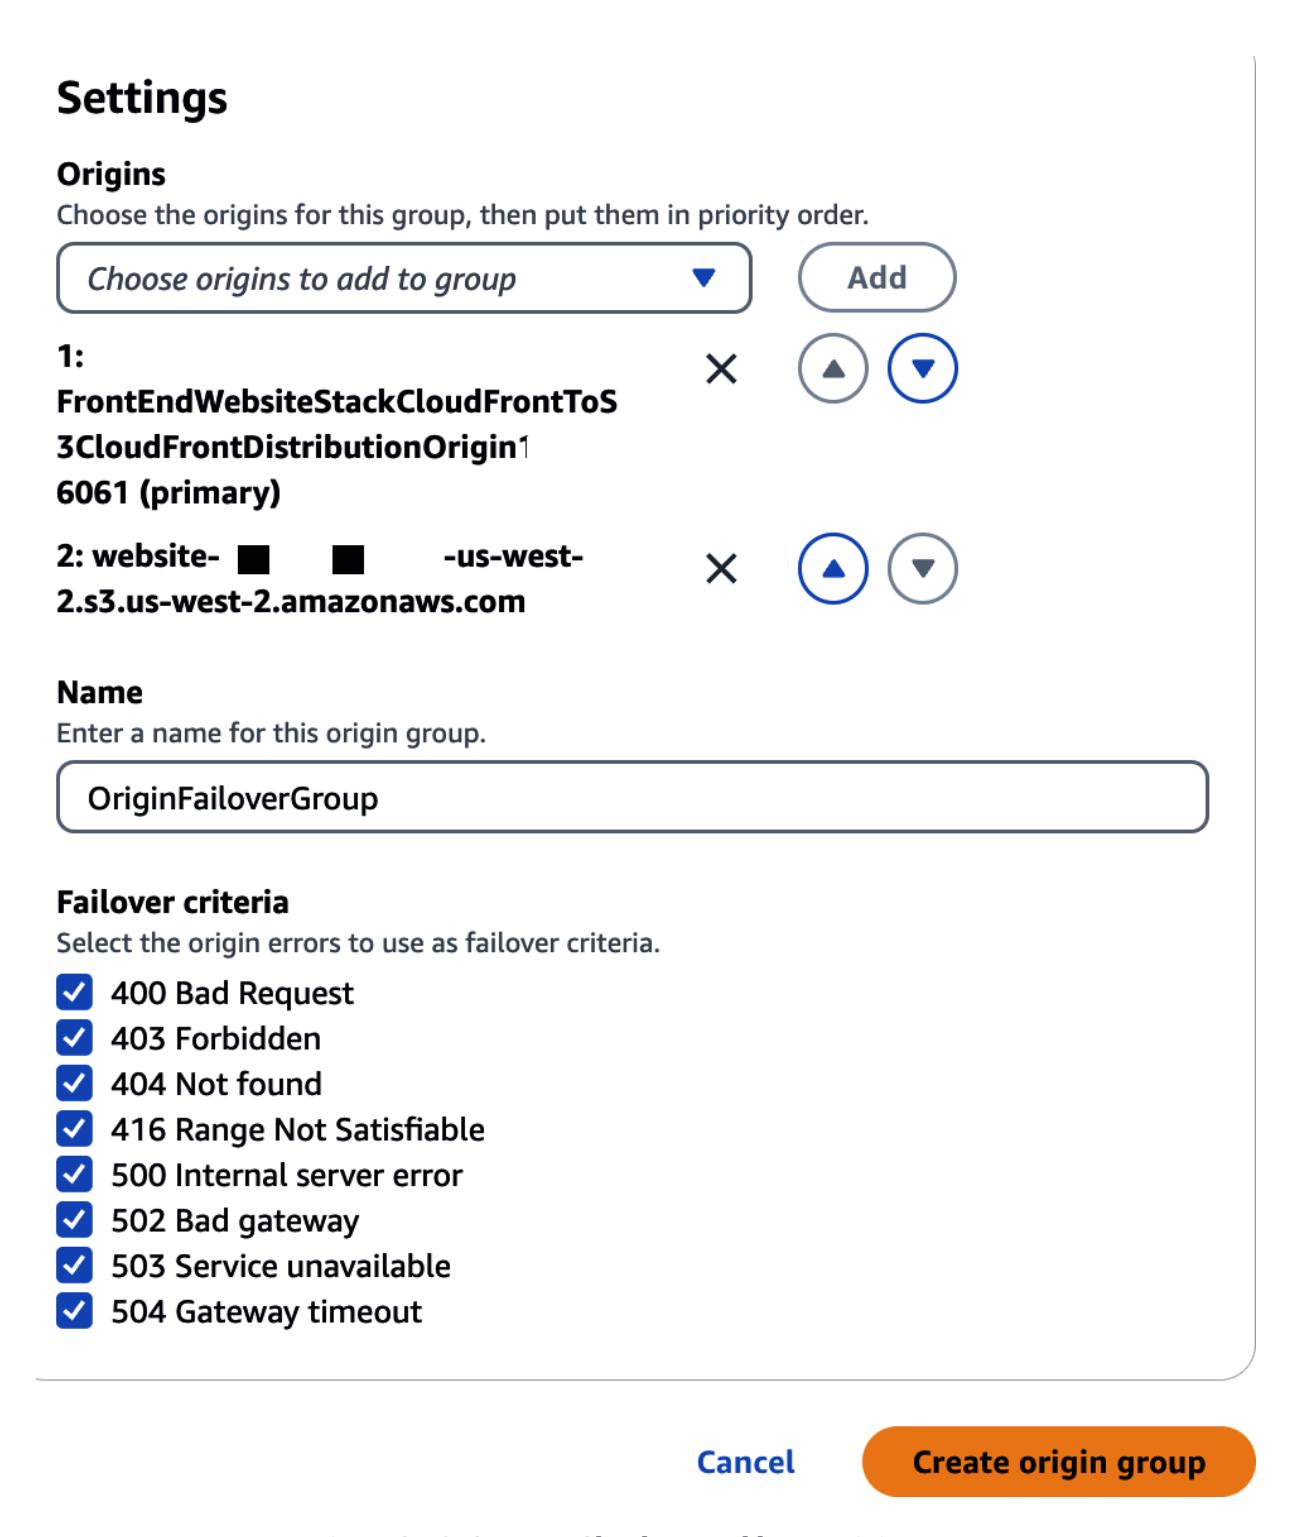 Settings
Origins
Choose the origins for this group, then put them in priority order.
Choose origins to add to group
Add
1:
FrontEndWebsiteStackCloudFrontToS
3CloudFrontDistributionOrigin1
6061 (primary)
2: website- -us-west-
2.s3.us-west-2.amazonaws.com
Name
Enter a name for this origin group.
OriginFailoverGroup
Failover criteria
Select the origin errors to use as failover criteria.
400 Bad Request
403 Forbidden
404 Not found
416 Range Not Satisfiable
500 Internal server error
502 Bad gateway
503 Service unavailable
504 Gateway timeout
Cancel
Create origin group